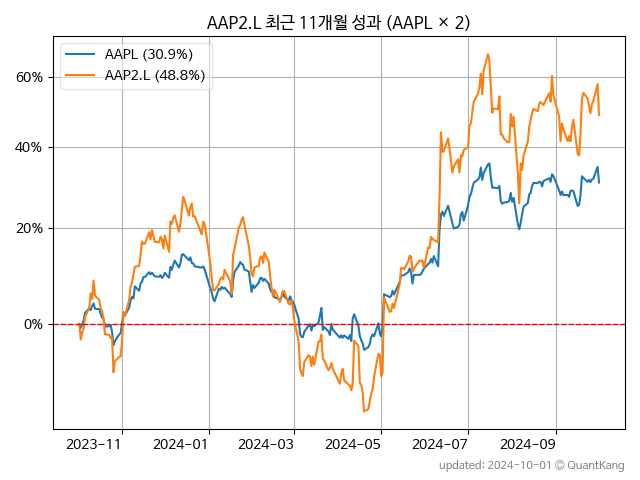 AAP2.L 최근 11개월 성과 (AAPL × 2)
AAPL (30.9%)
AAP2.L (48.8%)
60%
40%
20%
0%
2023-11
2024-01
2024-03
2024-05
2024-07
2024-09
updated: 2024-10-01 © QuantKang